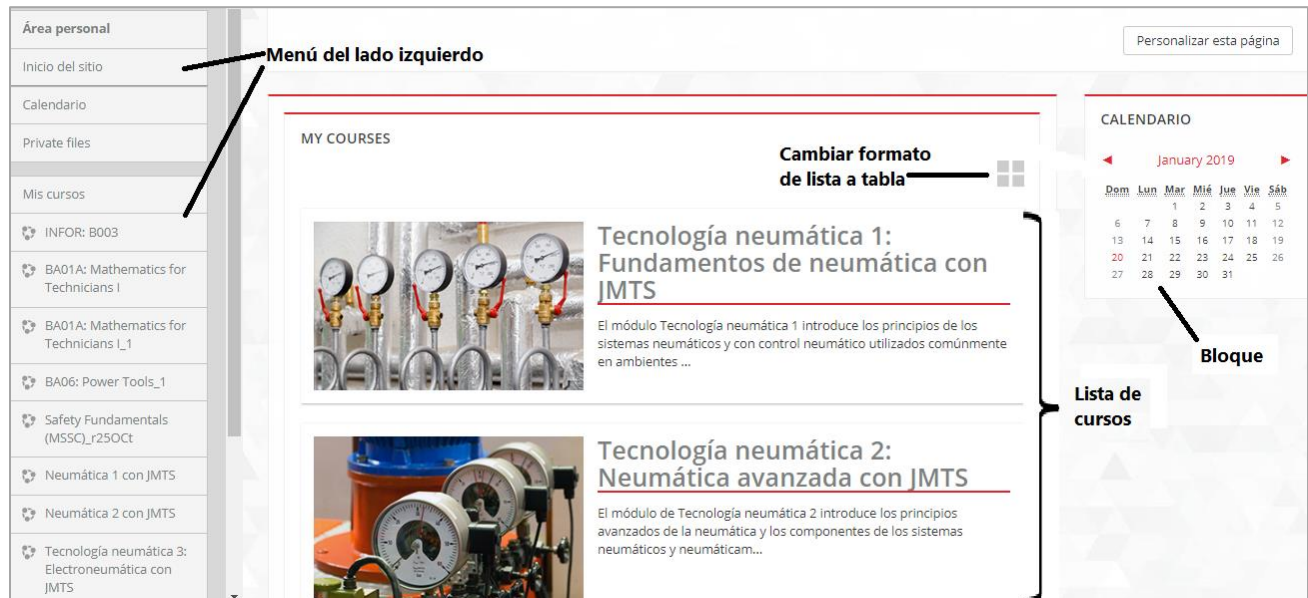 Área personal
Inicio del sitio
Calendario
Private files
Mis cursos
INFOR: B003
BA01A: Mathematics for
Technicians I
BA01A: Mathematics for
Technicians I_1
BA06: Power Tools_1
Safety Fundamentals
(MSSC)_r25OCt
Neumática 1 con JMTS
Neumática 2 con JMTS
Tecnología neumática 3:
Electroneumática con
JMTS
Menú del lado izquierdo
Personalizar esta página
MY COURSES
Cambiar formato
de lista a tabla
Tecnología neumática 1:
Fundamentos de neumática con
JMTS
El módulo Tecnología neumática 1 introduce los principios de los
sistemas neumáticos y con control neumático utilizados comúnmente
en ambientes ...
Tecnología neumática 2:
Neumática avanzada con JMTS
El módulo de Tecnología neumática 2 introduce los principios
avanzados de la neumática y los componentes de los sistemas
neumáticos y neumáticam...
Lista de
cursos
CALENDARIO
◄ January 2019 ►
Dom Lun Mar Mié Jue Vie Sáb
1 2 3 4 5
6 7 8 9 10 11 12
13 14 15 16 17 18 19
20 21 22 23 24 25 26
27 28 29 30 31
Bloque